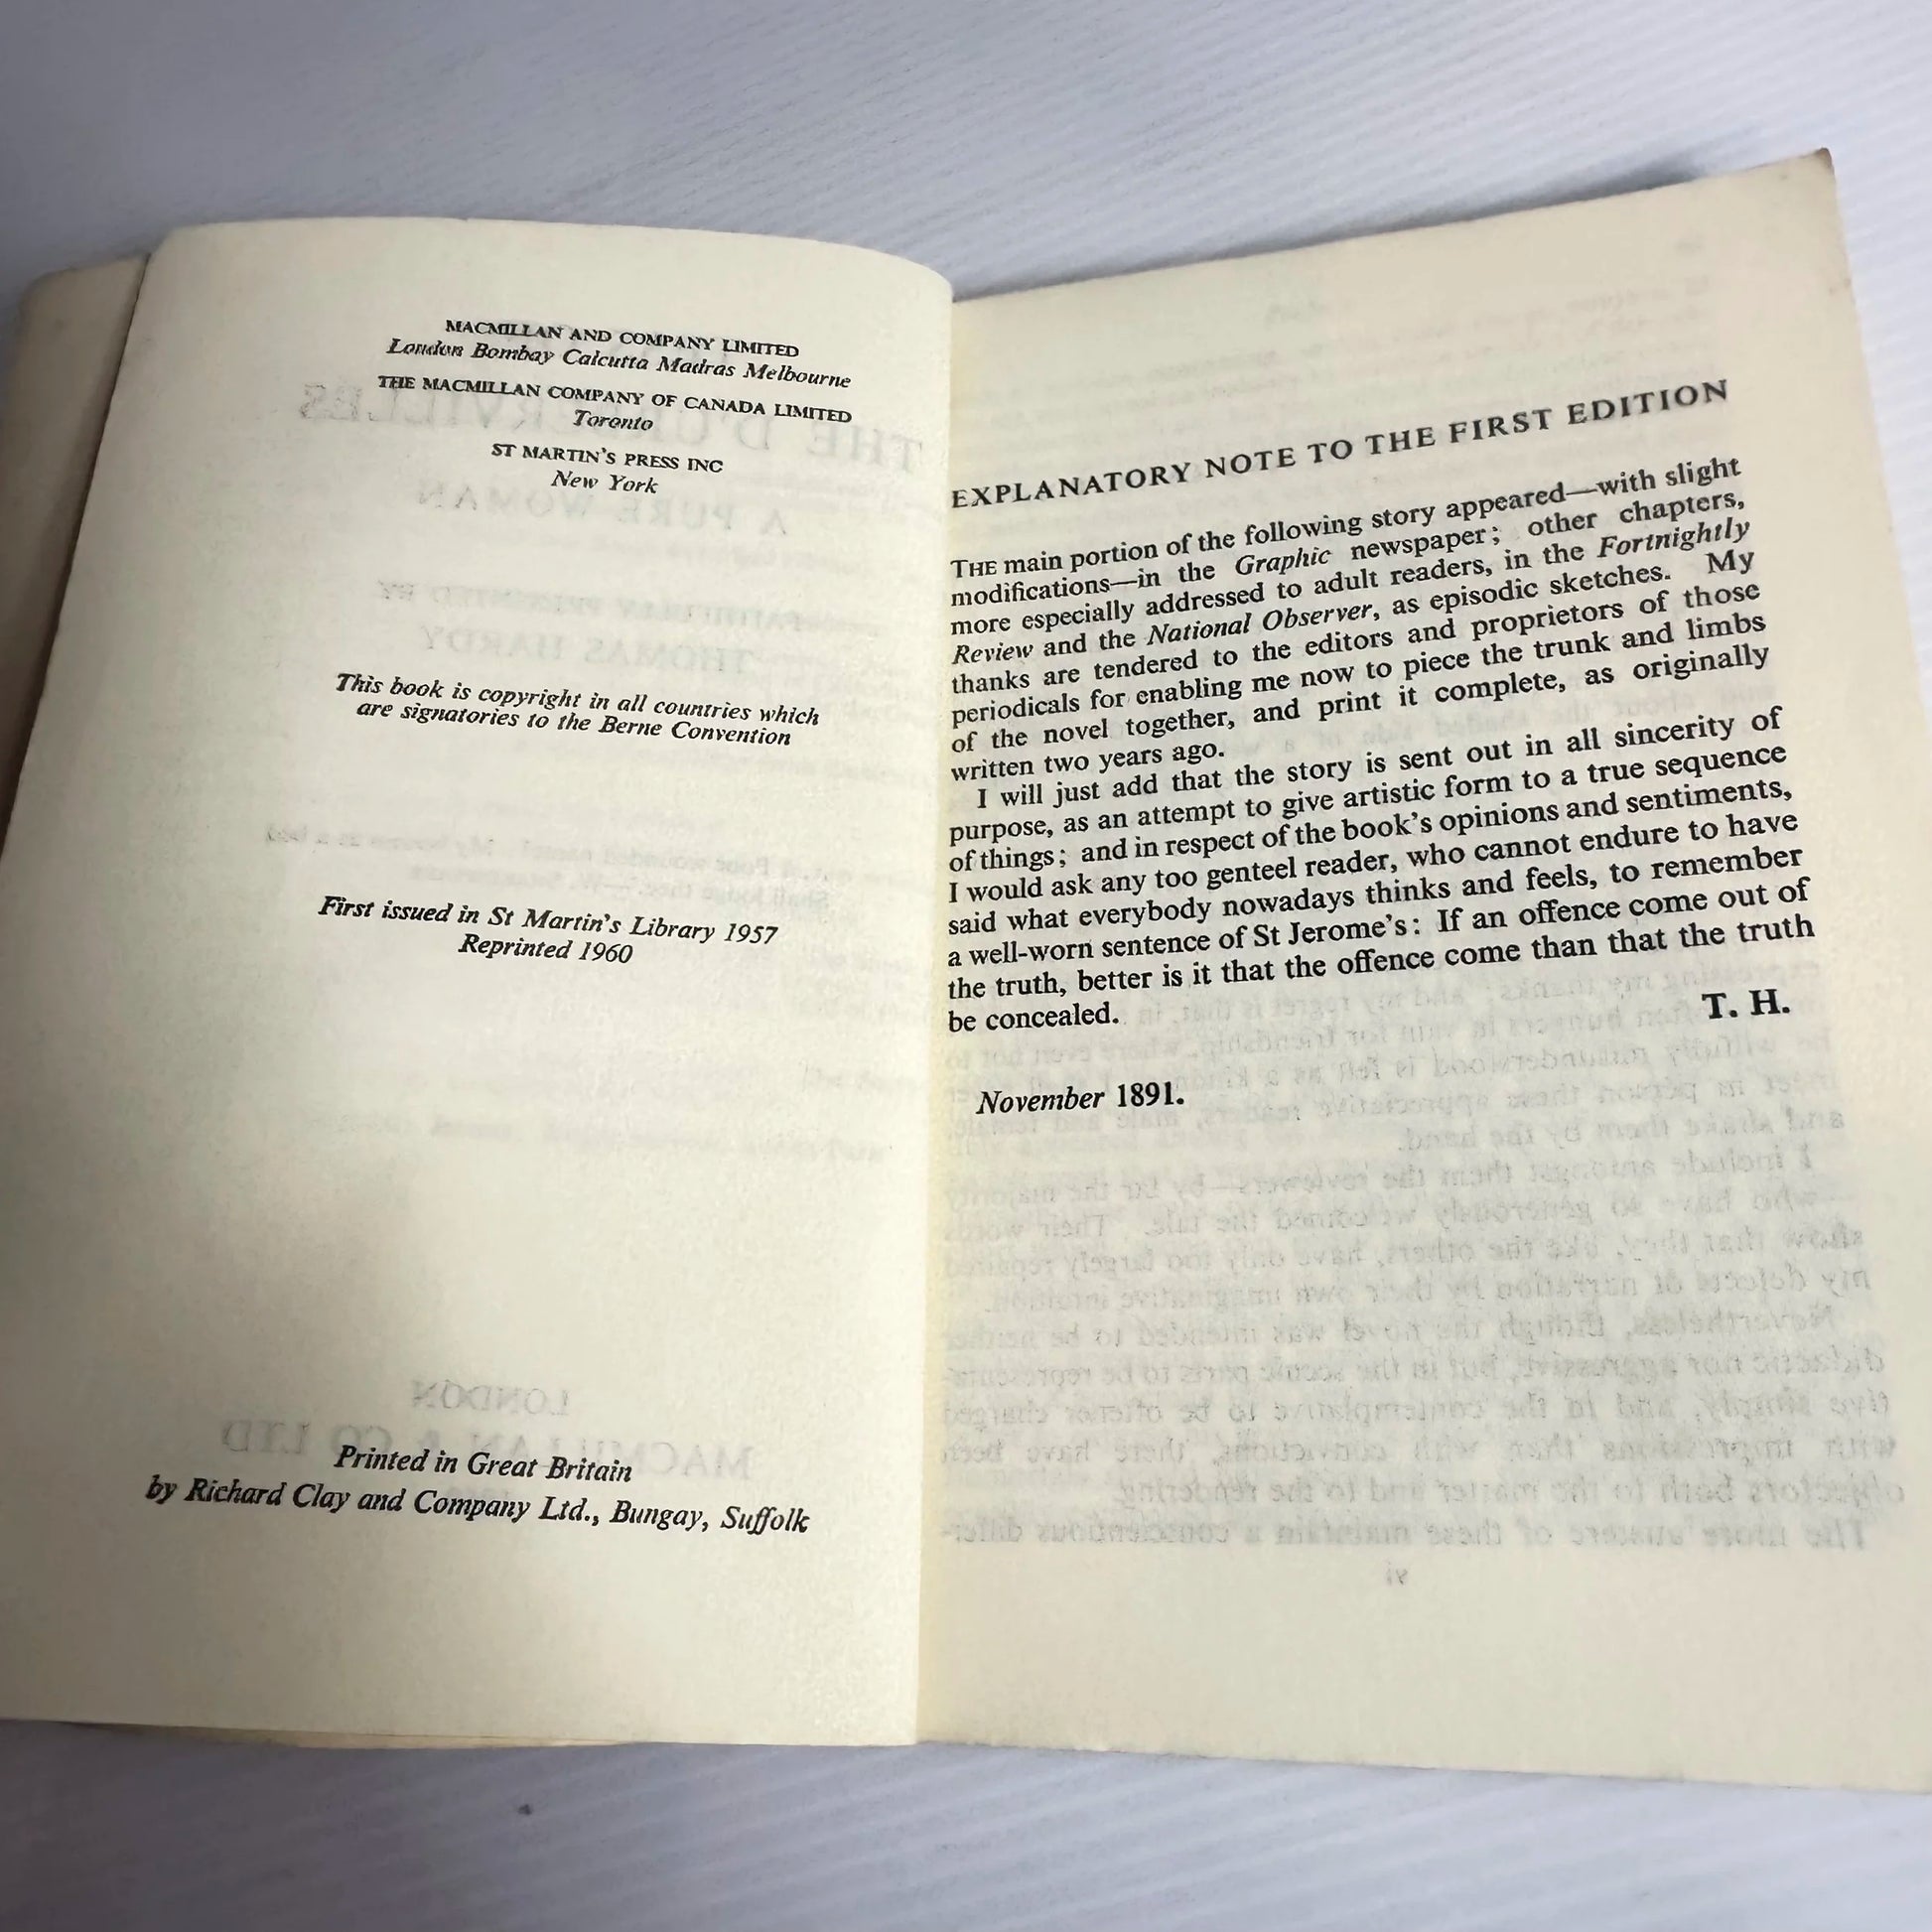 MACMILLAN AND COMPANY LIMITED
London Bombay Calcutta Madras Melbourne
THE MACMILLAN COMPANY OF CANADA LIMITED
Toronto
ST MARTIN'S PRESS INC
New York
This book is copyright in all countries which
are signatories to the Berne Convention
First issued in St Martin's Library 1957
Reprinted 1960
Printed in Great Britain
by Richard Clay and Company Ltd., Bungay, Suffolk
EXPLANATORY NOTE TO THE FIRST EDITION
THE main portion of the following story appeared—with slight
modifications—in the Graphic newspaper; other chapters,
more especially addressed to adult readers, in the Fortnightly
Review and the National Observer, as episodic sketches. My
thanks are tendered to the editors and proprietors of those
periodicals for enabling me now to piece the trunk and limbs
of the novel together, and print it complete, as originally
written two years ago.
I will just add that the story is sent out in all sincerity of
purpose, as an attempt to give artistic form to a true sequence
of things; and in respect of the book's opinions and sentiments,
I would ask any too genteel reader, who cannot endure to have
said what everybody nowadays thinks and feels, to remember
a well-worn sentence of St Jerome's: If an offence come out of
the truth, better is it that the offence come than that the truth
be concealed.
T. H.
November 1891.